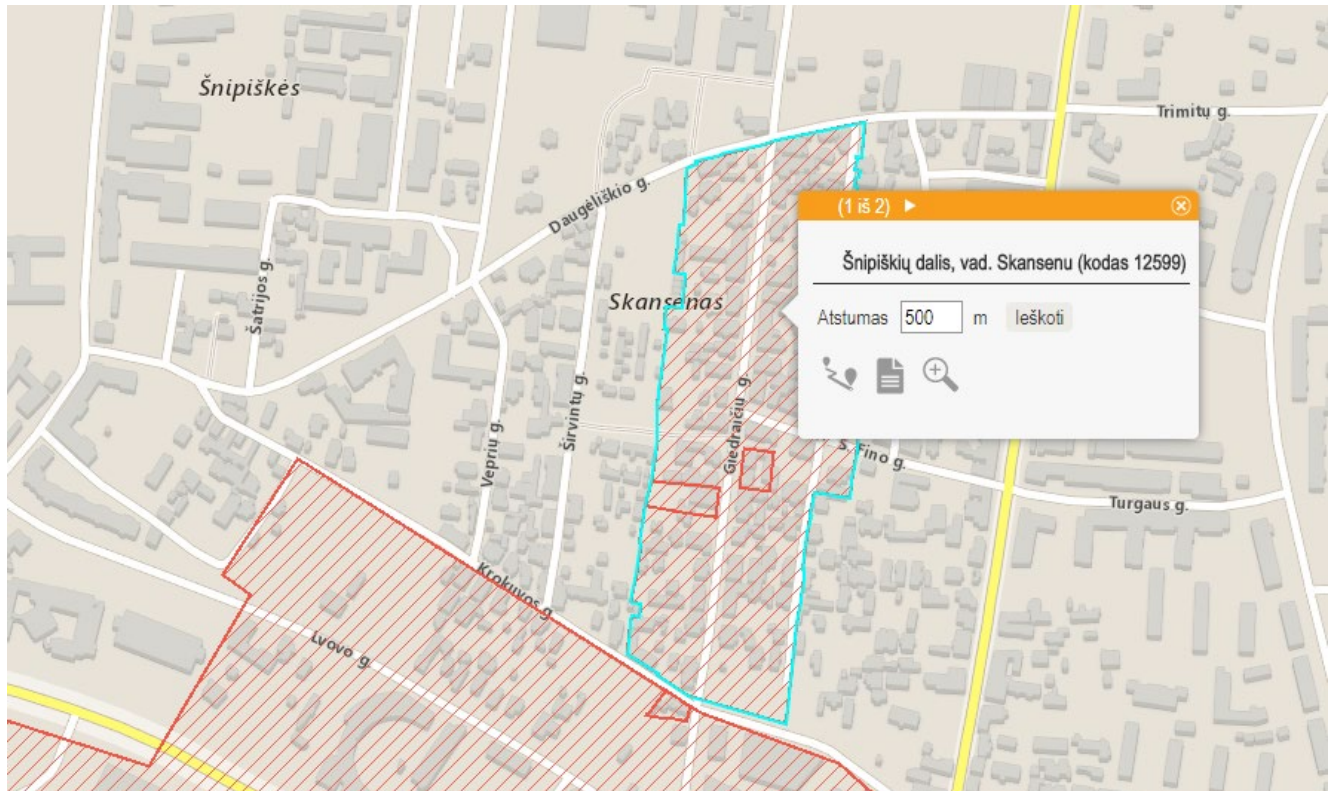 Šnipiškės
Trimitų g.
Daugėliškio g.
(1 iš 2)
Šnipiškių dalis, vad. Skansenu (kodas 12599)
Atstumas 500 m Ieškoti
Šatrijos g.
Skansenas
Giedraičių g.
Širvintų g.
Veprių g.
S. Fino g.
Turgaus g.
Krokuvos g.
Lvovo g.